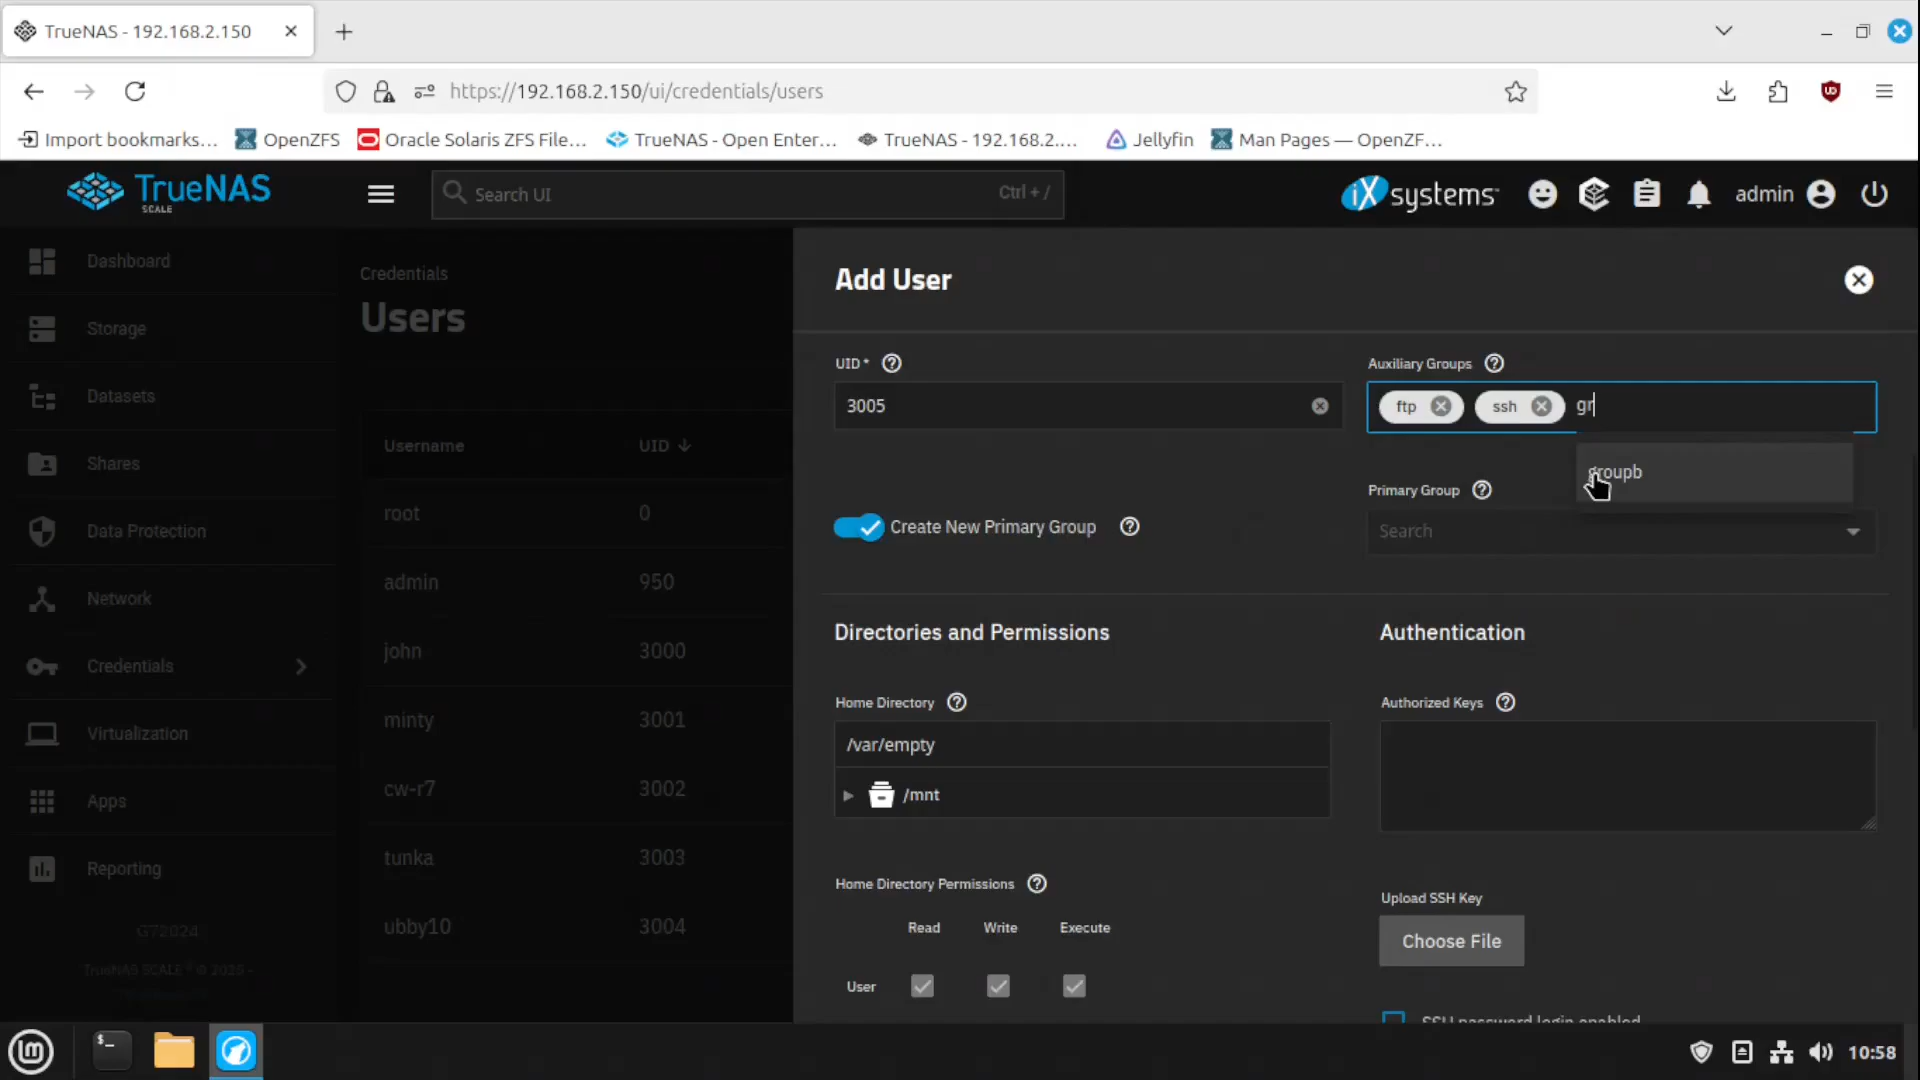 TrueNAS - 192.168.2.150
https://192.168.2.150/ui/credentials/users
Import bookmarks...
OpenZFS
Oracle Solaris ZFS File...
TrueNAS - Open Enter...
TrueNAS - 192.168.2....
Jellyfin
Man Pages — OpenZF...
TrueNAS
SCALE
Search UI
Ctrl + /
iXsystems
admin
Dashboard
Storage
Datasets
Shares
Data Protection
Network
Credentials
Virtualization
Apps
Reporting
Credentials
Users
Username
UID
root
0
admin
950
john
3000
minty
3001
cw-r7
3002
tunka
3003
ubby10
3004
Add User
UID *
3005
Auxiliary Groups
ftp
ssh
gr
groupb
Create New Primary Group
Primary Group
Search
Directories and Permissions
Home Directory
/var/empty
/mnt
Home Directory Permissions
Read
Write
Execute
User
Authentication
Authorized Keys
Upload SSH Key
Choose File
SSH password login enabled
10:58